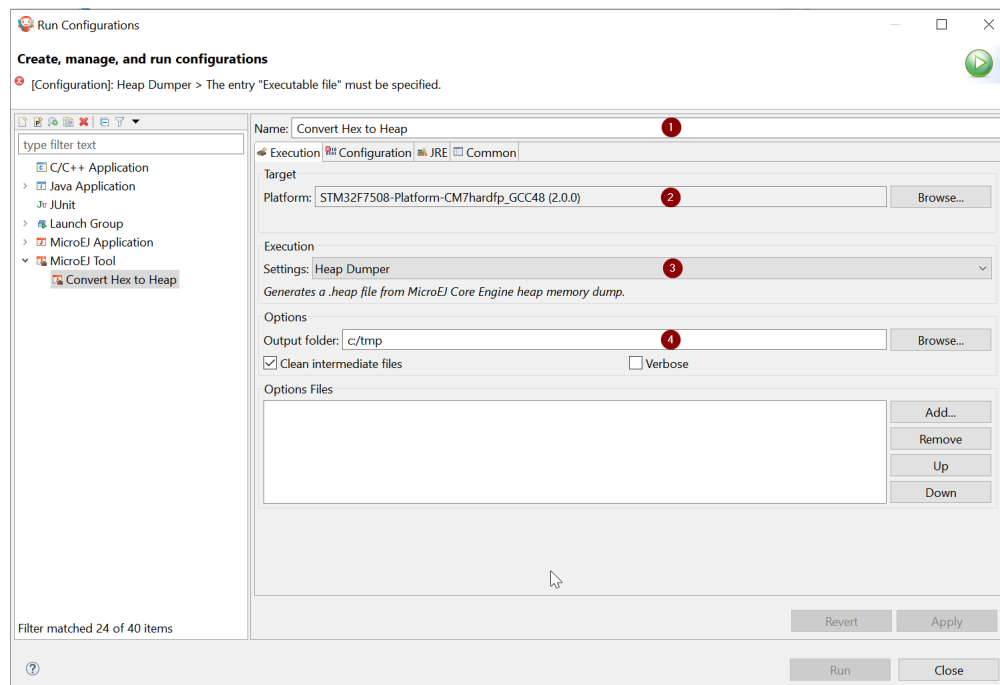 Run Configurations
Create, manage, and run configurations
[Configuration]: Heap Dumper > The entry "Executable file" must be specified.
type filter text
C/C++ Application
Java Application
Ju JUnit
Launch Group
MicroEJ Application
MicroEJ Tool
Convert Hex to Heap
Filter matched 24 of 40 items
Name: Convert Hex to Heap 1
Execution Configuration JRE Common
Target
Platform: STM32F7508-Platform-CM7hardfp_GCC48 (2.0.0) 2 Browse...
Execution
Settings: Heap Dumper 3
Generates a .heap file from MicroEJ Core Engine heap memory dump.
Options
Output folder: c:/tmp 4 Browse...
Clean intermediate files Verbose
Options Files
Add...
Remove
Up
Down
Revert Apply
? Run Close